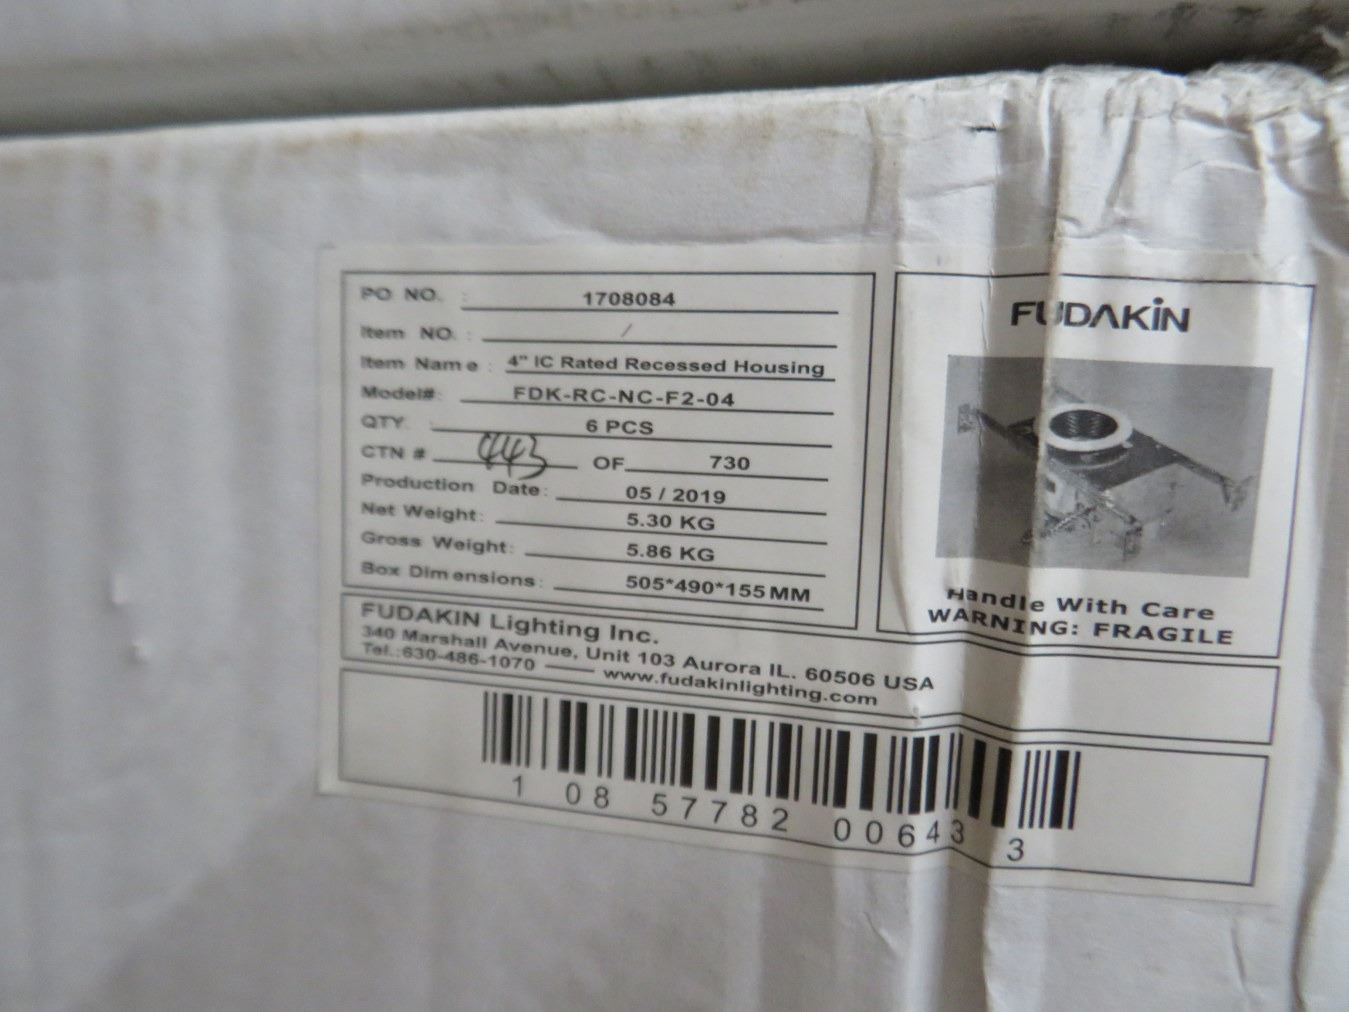 PO NO. : 1708084
Item NO. : /
Item Name : 4" IC Rated Recessed Housing
Model#: FDK-RC-NC-F2-04
QTY: 6 PCS
CTN # 443 OF 730
Production Date: 05 / 2019
Net Weight: 5.30 KG
Gross Weight: 5.86 KG
Box Dimensions: 505*490*155MM
FUDAKIN
Handle With Care
WARNING: FRAGILE
FUDAKIN Lighting Inc.
340 Marshall Avenue, Unit 103 Aurora IL. 60506 USA
Tel.:630-486-1070 www.fudakinlighting.com
1 08 57782 00643 3